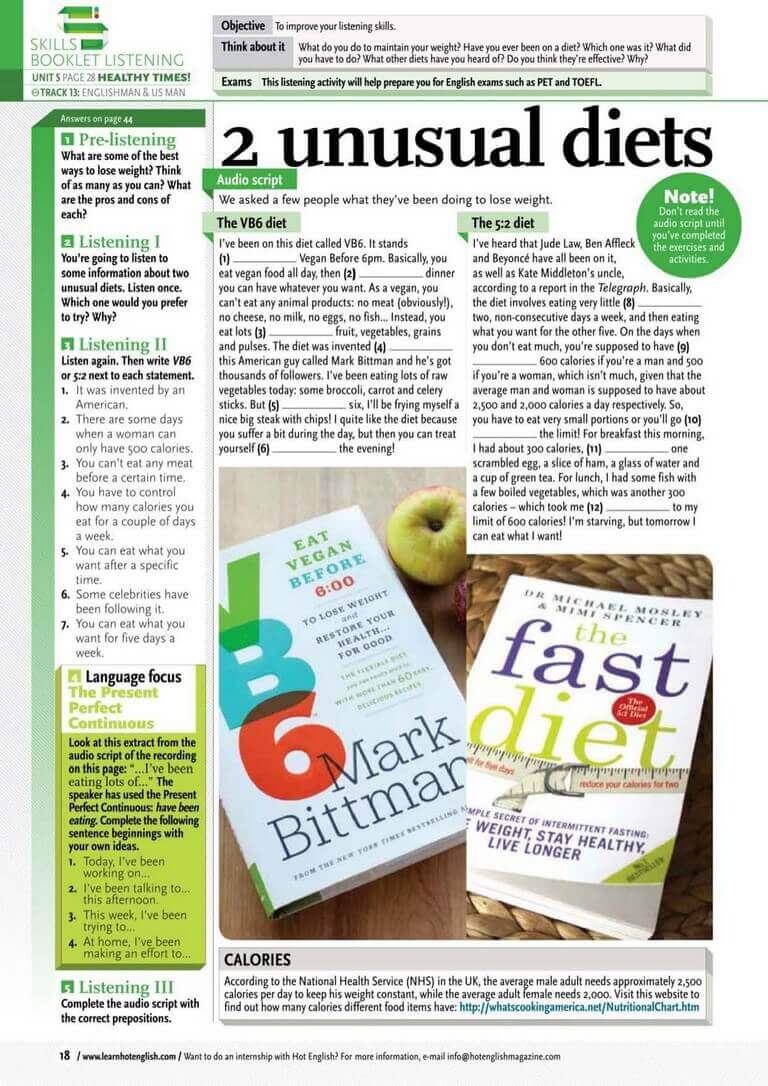 SKILLS
BOOKLET LISTENING
UNIT 5 PAGE 28 HEALTHY TIMES!
TRACK 13: ENGLISHMAN & US MAN
Objective To improve your listening skills.
Think about it What do you do to maintain your weight? Have you ever been on a diet? Which one was it? What did
you have to do? What other diets have you heard of? Do you think they're effective? Why?
Exams This listening activity will help prepare you for English exams such as PET and TOEFL.
Answers on page 44
1 Pre-listening
What are some of the best
ways to lose weight? Think
of as many as you can? What
are the pros and cons of
each?
2 Listening I
You're going to listen to
some information about two
unusual diets. Listen once.
Which one would you prefer
to try? Why?
3 Listening II
Listen again. Then write VB6
or 5:2 next to each statement.
1. It was invented by an
American.
2. There are some days
when a woman can
only have 500 calories.
3. You can't eat any meat
before a certain time.
4. You have to control
how many calories you
eat for a couple of days
a week.
5. You can eat what you
want after a specific
time.
6. Some celebrities have
been following it.
7. You can eat what you
want for five days a
week.
4 Language focus
The Present
Perfect
Continuous
Look at this extract from the
audio script of the recording
on this page: "...I've been
eating lots of..." The
speaker has used the Present
Perfect Continuous: have been
eating. Complete the following
sentence beginnings with
your own ideas.
1. Today, I've been
working on...
2. I've been talking to...
this afternoon.
3. This week, I've been
trying to...
4. At home, I've been
making an effort to...
5 Listening III
Complete the audio script with
the correct prepositions.
2 unusual diets
Audio script
We asked a few people what they've been doing to lose weight.
Note!
Don't read the
audio script until
you've completed
the exercises and
activities.
The VB6 diet
I've been on this diet called VB6. It stands
(1) ____________ Vegan Before 6pm. Basically, you
eat vegan food all day, then (2) ____________ dinner
you can have whatever you want. As a vegan, you
can't eat any animal products: no meat (obviously!),
no cheese, no milk, no eggs, no fish... Instead, you
eat lots (3) ____________ fruit, vegetables, grains
and pulses. The diet was invented (4) ____________
this American guy called Mark Bittman and he's got
thousands of followers. I've been eating lots of raw
vegetables today: some broccoli, carrot and celery
sticks. But (5) ____________ six, I'll be frying myself a
nice big steak with chips! I quite like the diet because
you suffer a bit during the day, but then you can treat
yourself (6) ____________ the evening!
The 5:2 diet
I've heard that Jude Law, Ben Affleck
and Beyoncé have all been on it,
as well as Kate Middleton's uncle,
according to a report in the Telegraph. Basically,
the diet involves eating very little (8) ____________
two, non-consecutive days a week, and then eating
what you want for the other five. On the days when
you don't eat much, you're supposed to have (9)
____________ 600 calories if you're a man and 500
if you're a woman, which isn't much, given that the
average man and woman is supposed to have about
2,500 and 2,000 calories a day respectively. So,
you have to eat very small portions or you'll go (10)
____________ the limit! For breakfast this morning,
I had about 300 calories, (11) ____________ one
scrambled egg, a slice of ham, a glass of water and
a cup of green tea. For lunch, I had some fish with
a few boiled vegetables, which was another 300
calories – which took me (12) ____________ to my
limit of 600 calories! I'm starving, but tomorrow I
can eat what I want!
EAT
VEGAN
BEFORE
6:00
TO LOSE WEIGHT
and
RESTORE YOUR
HEALTH...
FOR GOOD
THE FLEXIBLE DIET
WITH MORE THAN 60 EASY,
DELICIOUS RECIPES
VB6
Mark
Bittman
FROM THE NEW YORK TIMES BESTSELLING
DR MICHAEL MOSLEY
& MIMI SPENCER
the
fast
diet
The
Official
5:2 Diet
for five days
reduce your calories for two
MPLE SECRET OF INTERMITTENT FASTING:
E WEIGHT, STAY HEALTHY,
LIVE LONGER
NO.1
BESTSELLER
CALORIES
According to the National Health Service (NHS) in the UK, the average male adult needs approximately 2,500
calories per day to keep his weight constant, while the average adult female needs 2,000. Visit this website to
find out how many calories different food items have: http://whatscookingamerica.net/NutritionalChart.htm
18 / www.learnhotenglish.com / Want to do an internship with Hot English? For more information, e-mail info@hotenglishmagazine.com